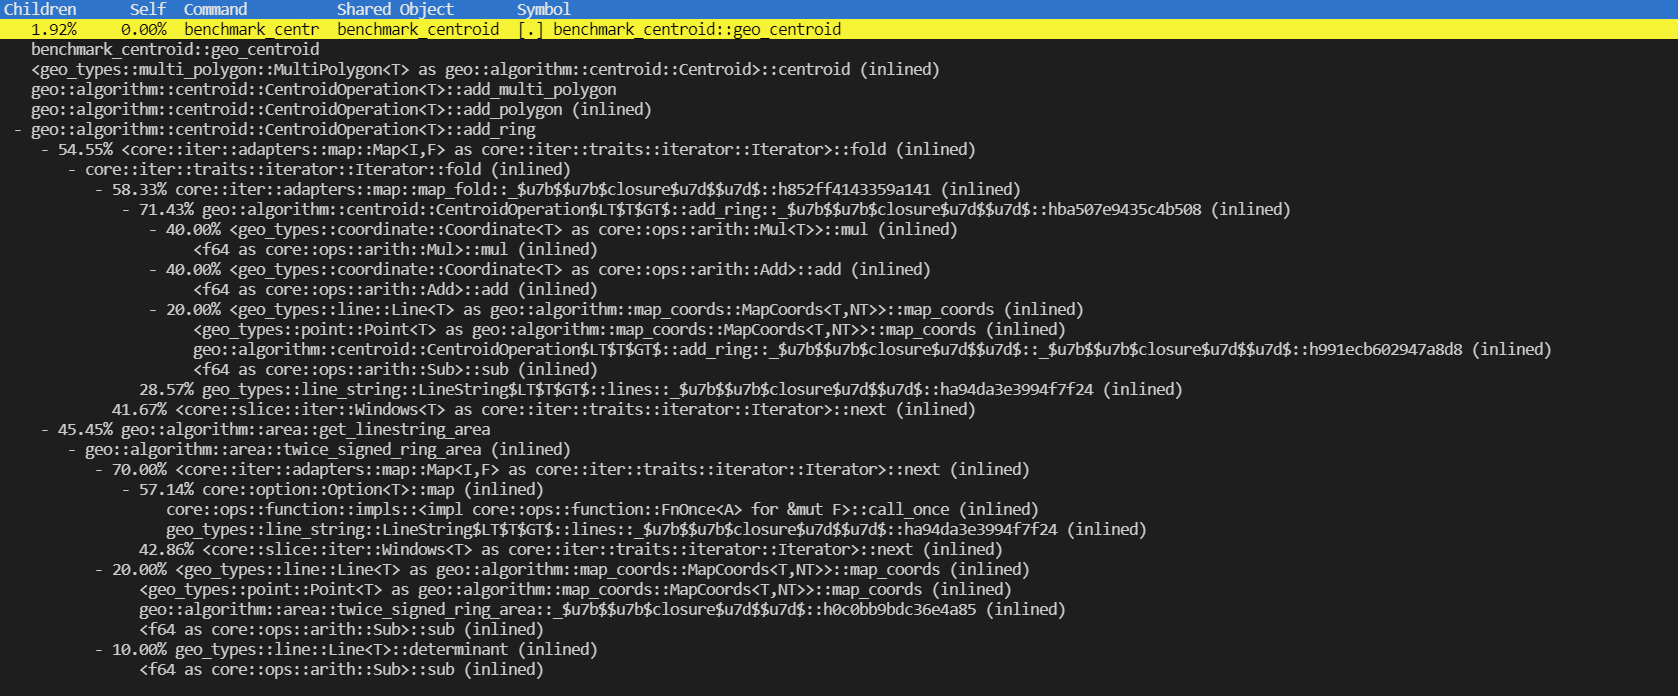 Children Self Command Shared Object Symbol
1.92% 0.00% benchmark_centr benchmark_centroid [.] benchmark_centroid::geo_centroid
benchmark_centroid::geo_centroid
<geo_types::multi_polygon::MultiPolygon<T> as geo::algorithm::centroid::Centroid>::centroid (inlined)
geo::algorithm::centroid::CentroidOperation<T>::add_multi_polygon
geo::algorithm::centroid::CentroidOperation<T>::add_polygon (inlined)
- geo::algorithm::centroid::CentroidOperation<T>::add_ring
- 54.55% <core::iter::adapters::map::Map<I,F> as core::iter::traits::iterator::Iterator>::fold (inlined)
- core::iter::traits::iterator::Iterator::fold (inlined)
- 58.33% core::iter::adapters::map::map_fold::_$u7b$$u7b$closure$u7d$$u7d$::h852ff4143359a141 (inlined)
- 71.43% geo::algorithm::centroid::CentroidOperation$LT$T$GT$::add_ring::_$u7b$$u7b$closure$u7d$$u7d$::hba507e9435c4b508 (inlined)
- 40.00% <geo_types::coordinate::Coordinate<T> as core::ops::arith::Mul<T>>::mul (inlined)
<f64 as core::ops::arith::Mul>::mul (inlined)
- 40.00% <geo_types::coordinate::Coordinate<T> as core::ops::arith::Add>::add (inlined)
<f64 as core::ops::arith::Add>::add (inlined)
- 20.00% <geo_types::line::Line<T> as geo::algorithm::map_coords::MapCoords<T,NT>>::map_coords (inlined)
<geo_types::point::Point<T> as geo::algorithm::map_coords::MapCoords<T,NT>>::map_coords (inlined)
geo::algorithm::centroid::CentroidOperation$LT$T$GT$::add_ring::_$u7b$$u7b$closure$u7d$$u7d$::_$u7b$$u7b$closure$u7d$$u7d$::h991ecb602947a8d8 (inlined)
<f64 as core::ops::arith::Sub>::sub (inlined)
28.57% geo_types::line_string::LineString$LT$T$GT$::lines::_$u7b$$u7b$closure$u7d$$u7d$::ha94da3e3994f7f24 (inlined)
41.67% <core::slice::iter::Windows<T> as core::iter::traits::iterator::Iterator>::next (inlined)
- 45.45% geo::algorithm::area::get_linestring_area
- geo::algorithm::area::twice_signed_ring_area (inlined)
- 70.00% <core::iter::adapters::map::Map<I,F> as core::iter::traits::iterator::Iterator>::next (inlined)
- 57.14% core::option::Option<T>::map (inlined)
core::ops::function::impls::<impl core::ops::function::FnOnce<A> for &mut F>::call_once (inlined)
geo_types::line_string::LineString$LT$T$GT$::lines::_$u7b$$u7b$closure$u7d$$u7d$::ha94da3e3994f7f24 (inlined)
42.86% <core::slice::iter::Windows<T> as core::iter::traits::iterator::Iterator>::next (inlined)
- 20.00% <geo_types::line::Line<T> as geo::algorithm::map_coords::MapCoords<T,NT>>::map_coords (inlined)
<geo_types::point::Point<T> as geo::algorithm::map_coords::MapCoords<T,NT>>::map_coords (inlined)
geo::algorithm::area::twice_signed_ring_area::_$u7b$$u7b$closure$u7d$$u7d$::h0c0bb9bdc36e4a85 (inlined)
<f64 as core::ops::arith::Sub>::sub (inlined)
- 10.00% geo_types::line::Line<T>::determinant (inlined)
<f64 as core::ops::arith::Sub>::sub (inlined)